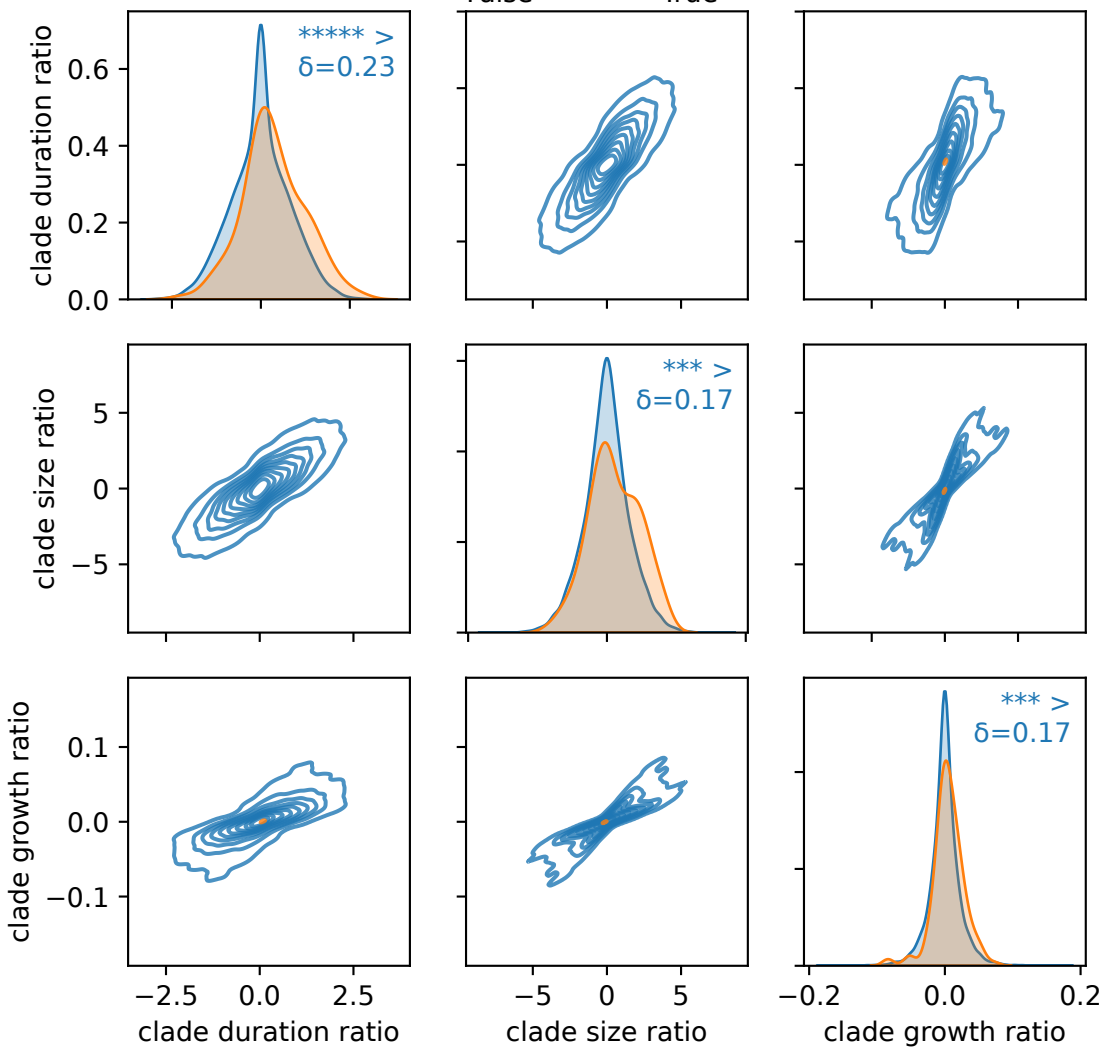 ***** >
δ=0.23
clade duration ratio
0.6
0.4
0.2
0.0
*** >
δ=0.17
clade size ratio
5
0
−5
*** >
δ=0.17
clade growth ratio
0.1
0.0
−0.1
−2.5 0.0 2.5 −5 0 5 −0.2 0.0 0.2
clade duration ratio clade size ratio clade growth ratio